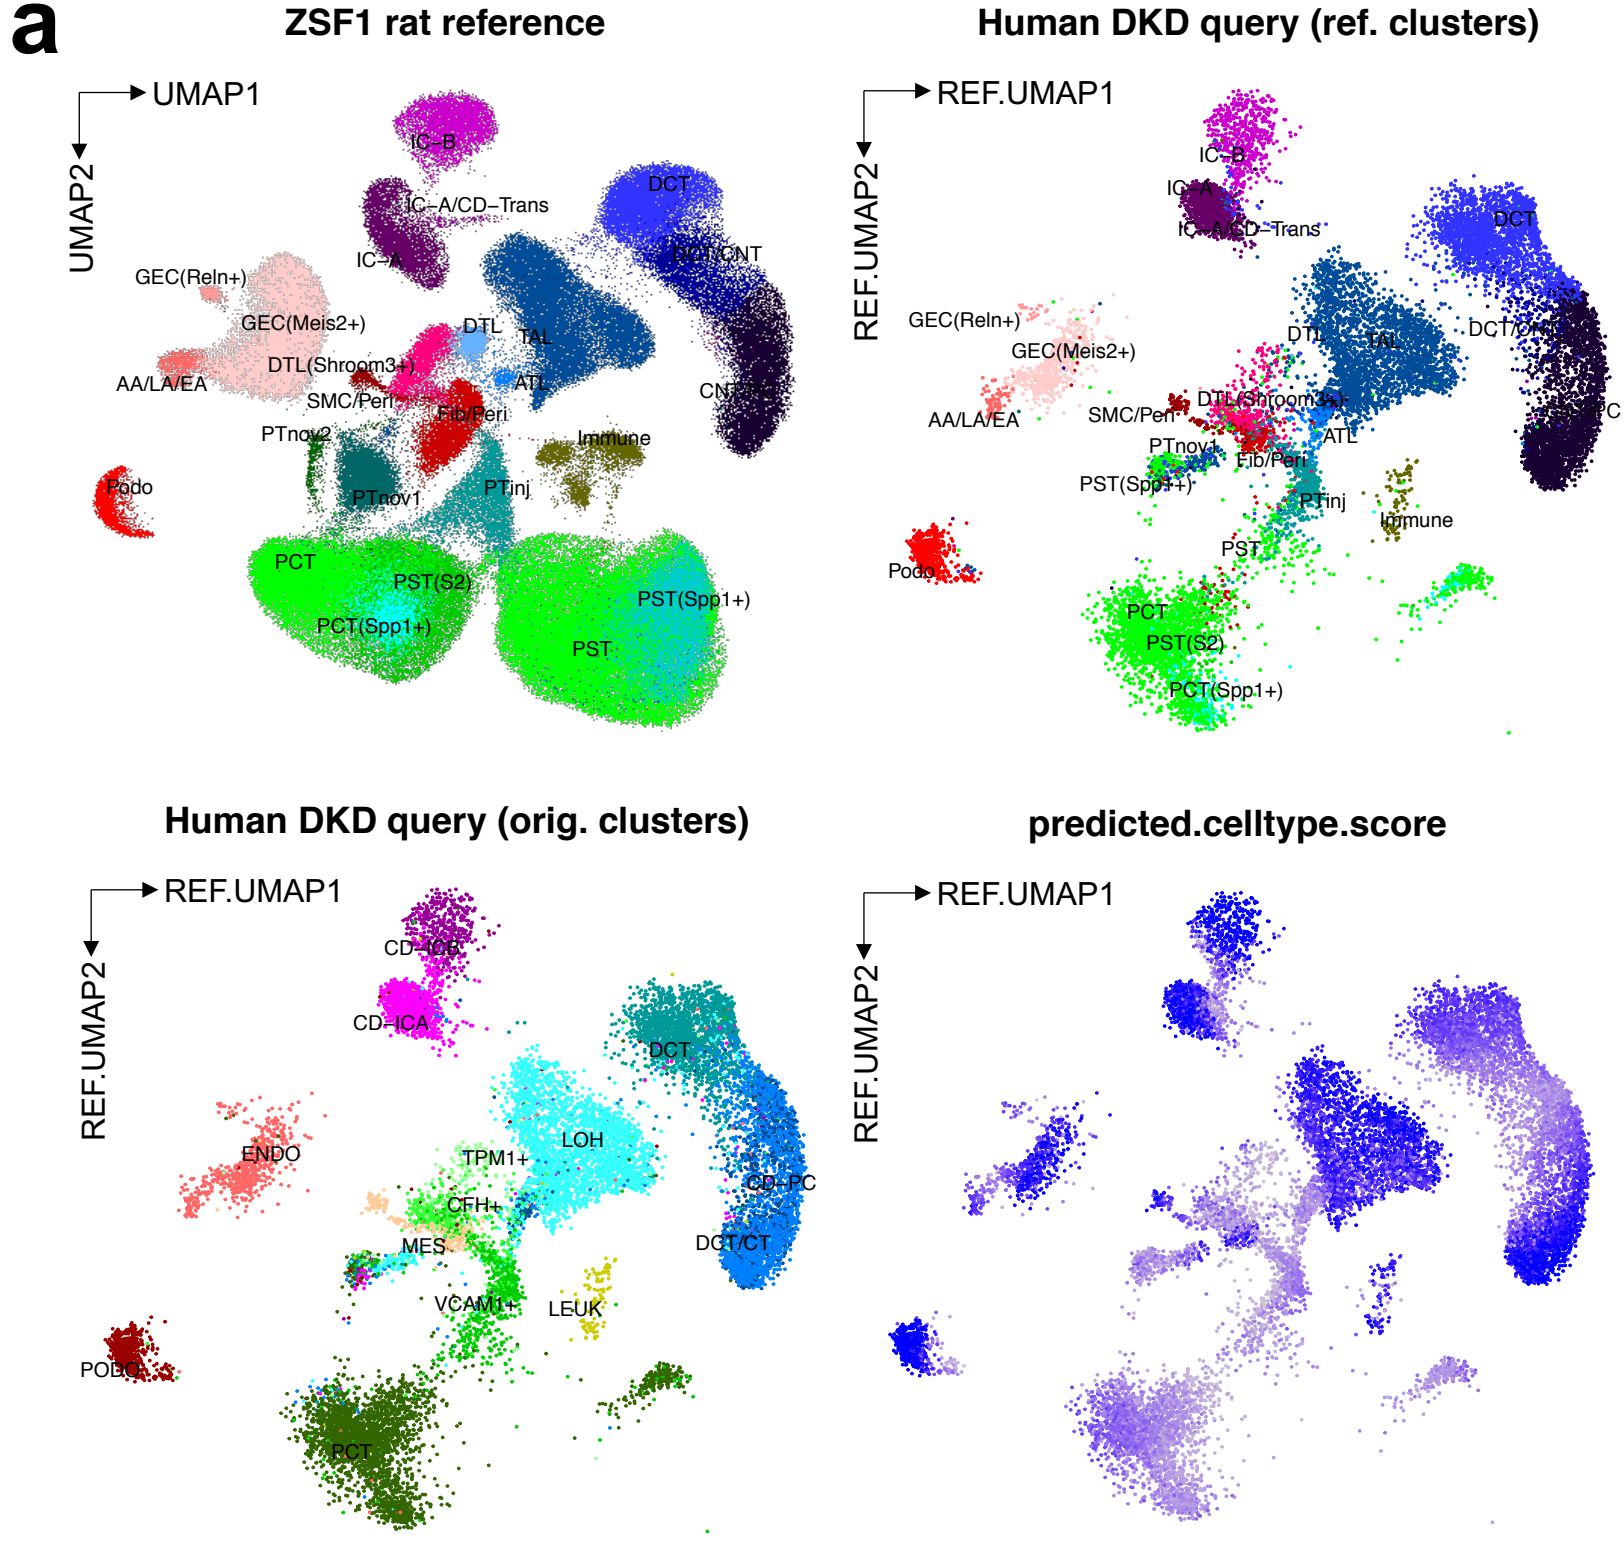 a
ZSF1 rat reference
UMAP1
UMAP2
IC-B
IC-A/CD-Trans
IC-A
DCT
DCT/CNT
GEC(Reln+)
GEC(Meis2+)
DTL
TAL
DTL(Shroom3+)
AA/LA/EA
ATL
SMC/Peri
Fib/Peri
PTnov2
Immune
Podo
PTnov1
PTinj
PCT
PST(S2)
PCT(Spp1+)
PST(Spp1+)
PST
Human DKD query (ref. clusters)
REF.UMAP1
REF.UMAP2
IC-B
IC-A
IC-A/CD-Trans
DCT
GEC(Reln+)
DTL
TAL
DCT/CNT
GEC(Meis2+)
DTL(Shroom3+)
AA/LA/EA
SMC/Peri
ATL
PTnov1
Fib/Peri
PST(Spp1+)
PTinj
Immune
PST
Podo
PCT
PST(S2)
PCT(Spp1+)
Human DKD query (orig. clusters)
REF.UMAP1
REF.UMAP2
CD-ICB
CD-ICA
DCT
LOH
ENDO
TPM1+
CD-PC
CFH+
MES
DCT/CT
VCAM1+
LEUK
PODO
PCT
predicted.celltype.score
REF.UMAP1
REF.UMAP2